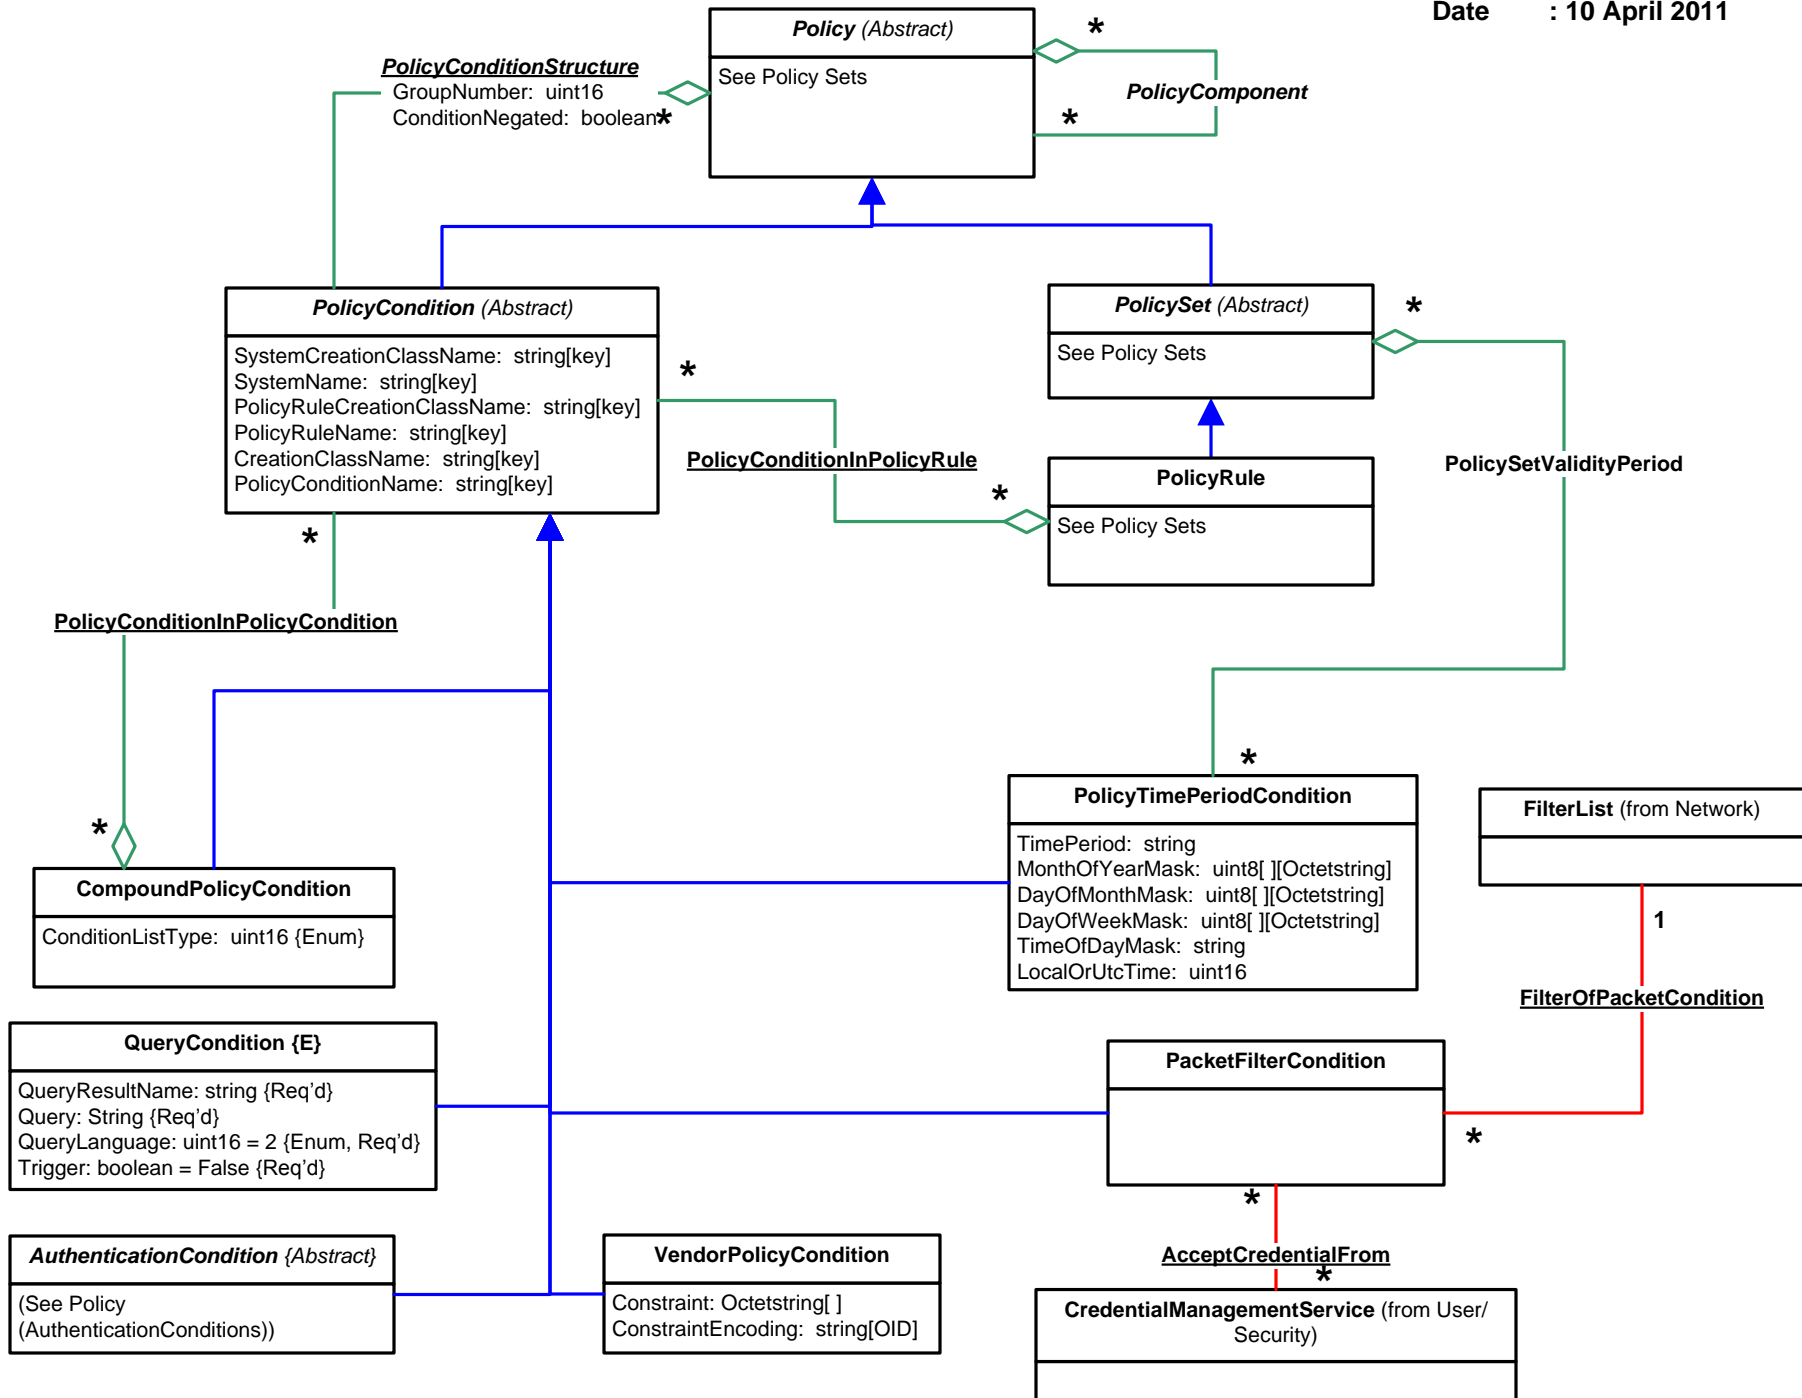 Date : 10 April 2011
Policy (Abstract)
See Policy Sets
*
PolicyComponent
*
PolicyConditionStructure
GroupNumber: uint16
ConditionNegated: boolean
*
PolicyCondition (Abstract)
SystemCreationClassName: string[key]
SystemName: string[key]
PolicyRuleCreationClassName: string[key]
PolicyRuleName: string[key]
CreationClassName: string[key]
PolicyConditionName: string[key]
*
*
PolicySet (Abstract)
See Policy Sets
*
PolicyConditionInPolicyRule
*
PolicyRule
See Policy Sets
PolicySetValidityPeriod
PolicyConditionInPolicyCondition
*
*
PolicyTimePeriodCondition
TimePeriod: string
MonthOfYearMask: uint8[ ][Octetstring]
DayOfMonthMask: uint8[ ][Octetstring]
DayOfWeekMask: uint8[ ][Octetstring]
TimeOfDayMask: string
LocalOrUtcTime: uint16
FilterList (from Network)
1
CompoundPolicyCondition
ConditionListType: uint16 {Enum}
FilterOfPacketCondition
QueryCondition {E}
QueryResultName: string {Req'd}
Query: String {Req'd}
QueryLanguage: uint16 = 2 {Enum, Req'd}
Trigger: boolean = False {Req'd}
PacketFilterCondition
*
*
AcceptCredentialFrom
*
AuthenticationCondition {Abstract}
(See Policy
(AuthenticationConditions))
VendorPolicyCondition
Constraint: Octetstring[ ]
ConstraintEncoding: string[OID]
CredentialManagementService (from User/
Security)